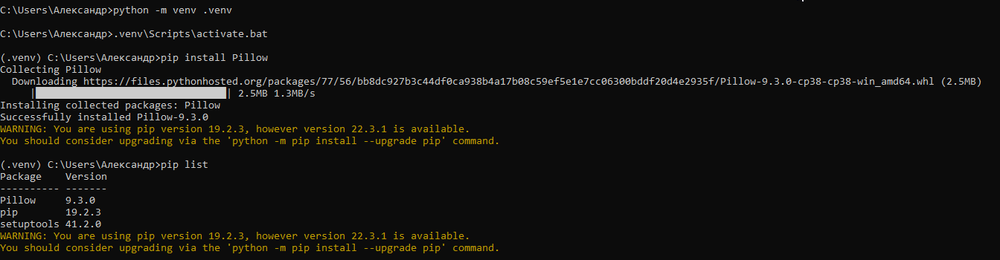 C:\Users\Александр>python -m venv .venv
C:\Users\Александр>.venv\Scripts\activate.bat
(.venv) C:\Users\Александр>pip install Pillow
Collecting Pillow
Downloading https://files.pythonhosted.org/packages/77/56/bb8dc927b3c44df0ca938b4a17b08c59ef5e1e7cc06300bddf20d4e2935f/Pillow-9.3.0-cp38-cp38-win_amd64.whl (2.5MB)
|████████████████████████████████| 2.5MB 1.3MB/s
Installing collected packages: Pillow
Successfully installed Pillow-9.3.0
WARNING: You are using pip version 19.2.3, however version 22.3.1 is available.
You should consider upgrading via the 'python -m pip install --upgrade pip' command.
(.venv) C:\Users\Александр>pip list
Package    Version
---------- -------
Pillow     9.3.0
pip        19.2.3
setuptools 41.2.0
WARNING: You are using pip version 19.2.3, however version 22.3.1 is available.
You should consider upgrading via the 'python -m pip install --upgrade pip' command.